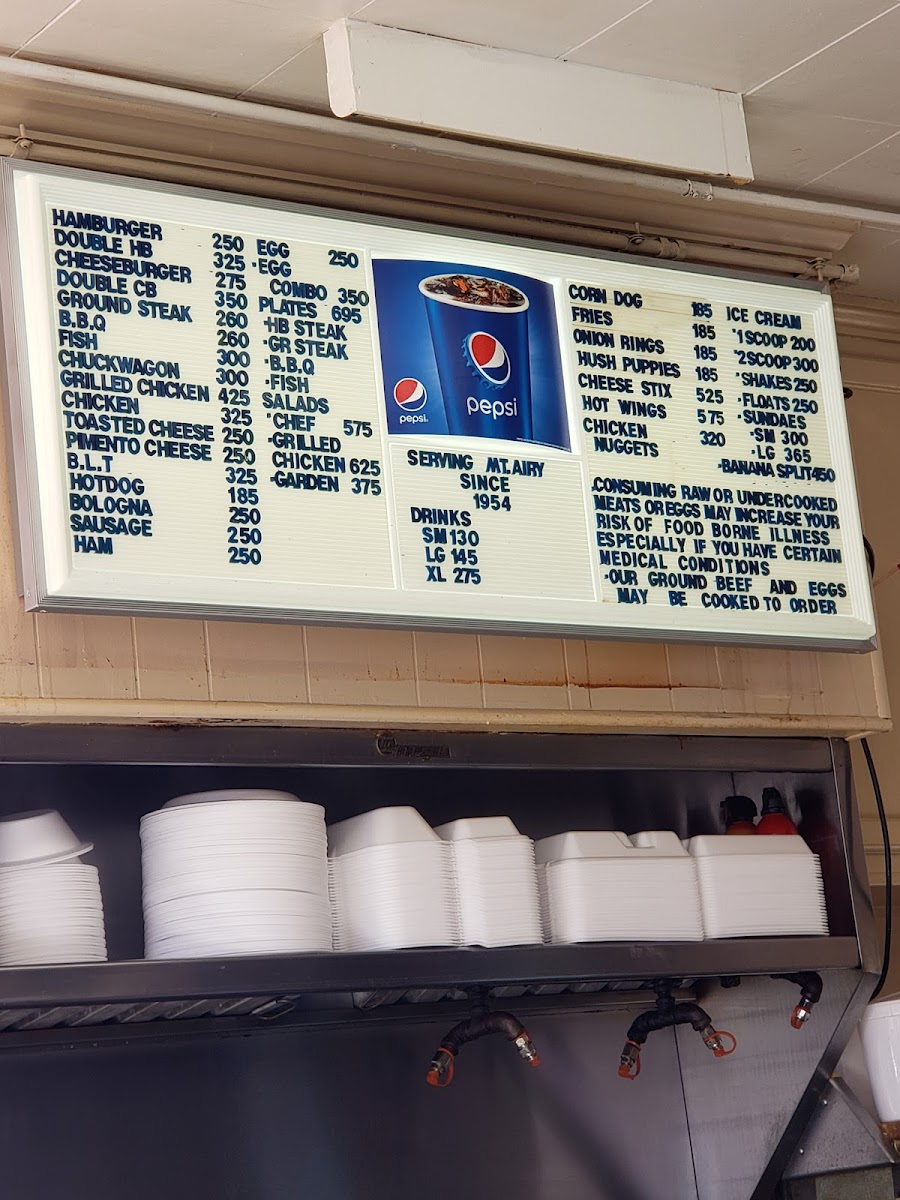 HAMBURGER 250
DOUBLE HB 325
CHEESEBURGER 275
DOUBLE CB 350
GROUND STEAK 260
B.B.Q 260
FISH 300
CHUCKWAGON 300
GRILLED CHICKEN 425
CHICKEN 325
TOASTED CHEESE 250
PIMENTO CHEESE 250
B.L.T 325
HOTDOG 185
BOLOGNA 250
SAUSAGE 250
HAM 250
EGG 250
·EGG
COMBO 350
PLATES 695
·HB STEAK
·GR STEAK
·B.B.Q
·FISH
SALADS
·CHEF 575
·GRILLED
CHICKEN 625
·GARDEN 375
pepsi
pepsi.
SERVING MT.AIRY
SINCE
1954
DRINKS
SM 130
LG 145
XL 275
CORN DOG 185
FRIES 185
ONION RINGS 185
HUSH PUPPIES 185
CHEESE STIX 525
HOT WINGS 575
CHICKEN
NUGGETS 320
ICE CREAM
·1 SCOOP 200
·2 SCOOP 300
·SHAKES 250
·FLOATS 250
·SUNDAES
·SM 300
·LG 365
·BANANA SPLIT 450
.CONSUMING RAW OR UNDERCOOKED
MEATS OR EGGS MAY INCREASE YOUR
RISK OF FOOD BORNE ILLNESS
ESPECIALLY IF YOU HAVE CERTAIN
MEDICAL CONDITIONS
·OUR GROUND BEEF AND EGGS
MAY BE COOKED TO ORDER